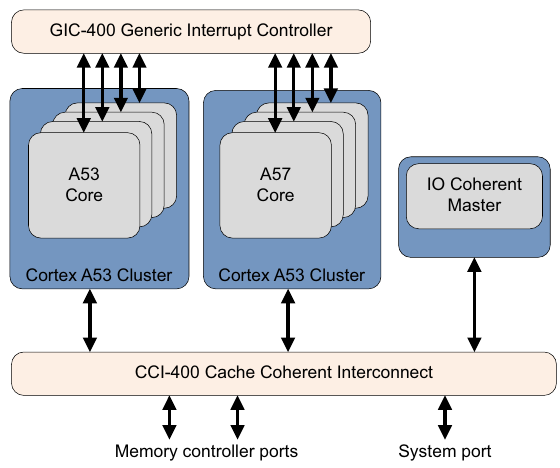 GIC-400 Generic Interrupt Controller
A53
Core
A57
Core
IO Coherent
Master
Cortex A53 Cluster
Cortex A53 Cluster
CCI-400 Cache Coherent Interconnect
Memory controller ports
System port